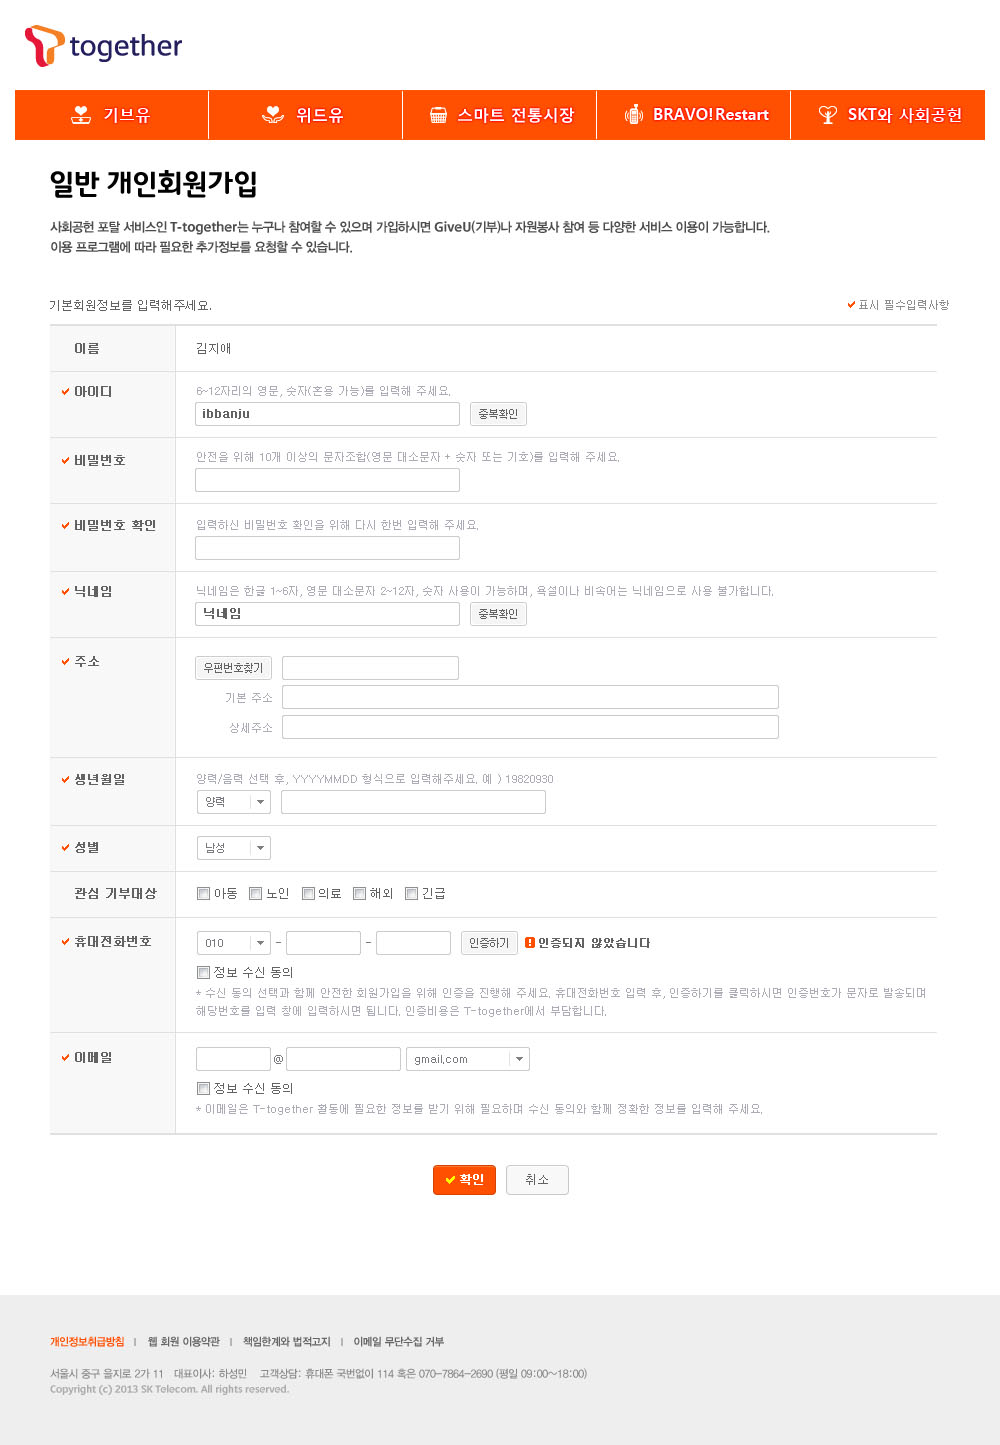 together
기브유 위드유 스마트 전통시장 BRAVO!Restart SKT와 사회공헌
일반 개인회원가입
사회공헌 포탈 서비스인 T-together는 누구나 참여할 수 있으며 가입하시면 GiveU(기부)나 자원봉사 참여 등 다양한 서비스 이용이 가능합니다.
이용 프로그램에 따라 필요한 추가정보를 요청할 수 있습니다.
기본회원정보를 입력해주세요. 표시 필수입력사항
이름 김지애
아이디 6~12자리의 영문, 숫자(혼용 가능)를 입력해 주세요.
ibbanju 중복확인
비밀번호 안전을 위해 10개 이상의 문자조합(영문 대소문자 + 숫자 또는 기호)를 입력해 주세요.
비밀번호 확인 입력하신 비밀번호 확인을 위해 다시 한번 입력해 주세요.
닉네임 닉네임은 한글 1~6자, 영문 대소문자 2~12자, 숫자 사용이 가능하며, 욕설이나 비속어는 닉네임으로 사용 불가합니다.
닉네임 중복확인
주소 우편번호찾기
기본 주소
상세주소
생년월일 양력/음력 선택 후, YYYYMMDD 형식으로 입력해주세요. 예 ) 19820930
양력
성별 남성
관심 기부대상 아동 노인 의료 해외 긴급
휴대전화번호 010 - - 인증하기 인증되지 않았습니다
정보 수신 동의
* 수신 동의 선택과 함께 안전한 회원가입을 위해 인증을 진행해 주세요. 휴대전화번호 입력 후, 인증하기를 클릭하시면 인증번호가 문자로 발송되며
해당번호를 입력 창에 입력하시면 됩니다. 인증비용은 T-together에서 부담합니다.
이메일 @ gmail.com
정보 수신 동의
* 이메일은 T-together 활동에 필요한 정보를 받기 위해 필요하며 수신 동의와 함께 정확한 정보를 입력해 주세요.
확인 취소
개인정보취급방침 | 웹 회원 이용약관 | 책임한계와 법적고지 | 이메일 무단수집 거부
서울시 중구 을지로 2가 11 대표이사: 하성민 고객상담: 휴대폰 국번없이 114 혹은 070-7864-2690 (평일 09:00~18:00)
Copyright (c) 2013 SK Telecom. All rights reserved.